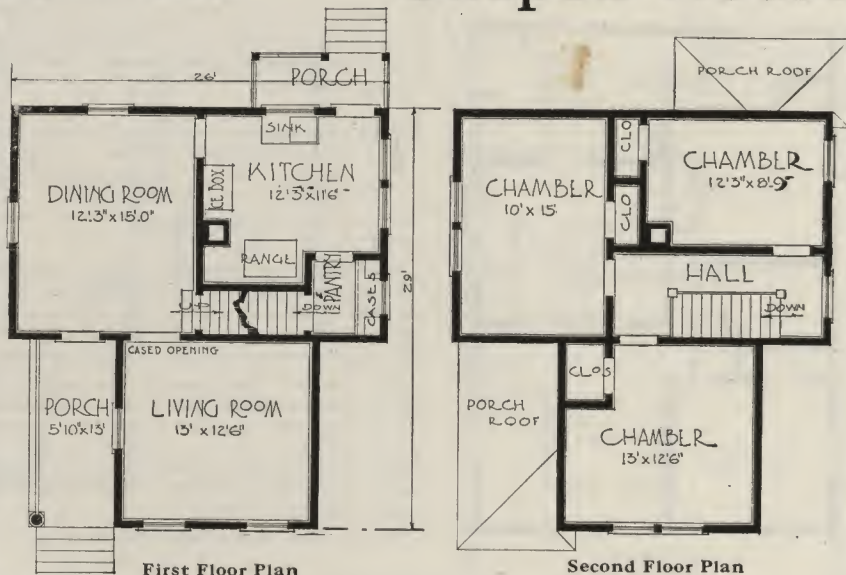 26'
PORCH
SINK
KITCHEN
12'3"x11'6"
ICE BOX
DINING ROOM
12'.3"x15'.0"
RANGE
PANTRY
CASES
DOWN
29'
CASED OPENING
PORCH
5'10"x13'
LIVING ROOM
13' x12'6"
First Floor Plan
PORCH ROOF
CLO
CHAMBER
12'3"x8'9"
CHAMBER
10' x 15'
CLO
HALL
DOWN
CLOS
PORCH
ROOF
CHAMBER
13'x12'6"
Second Floor Plan